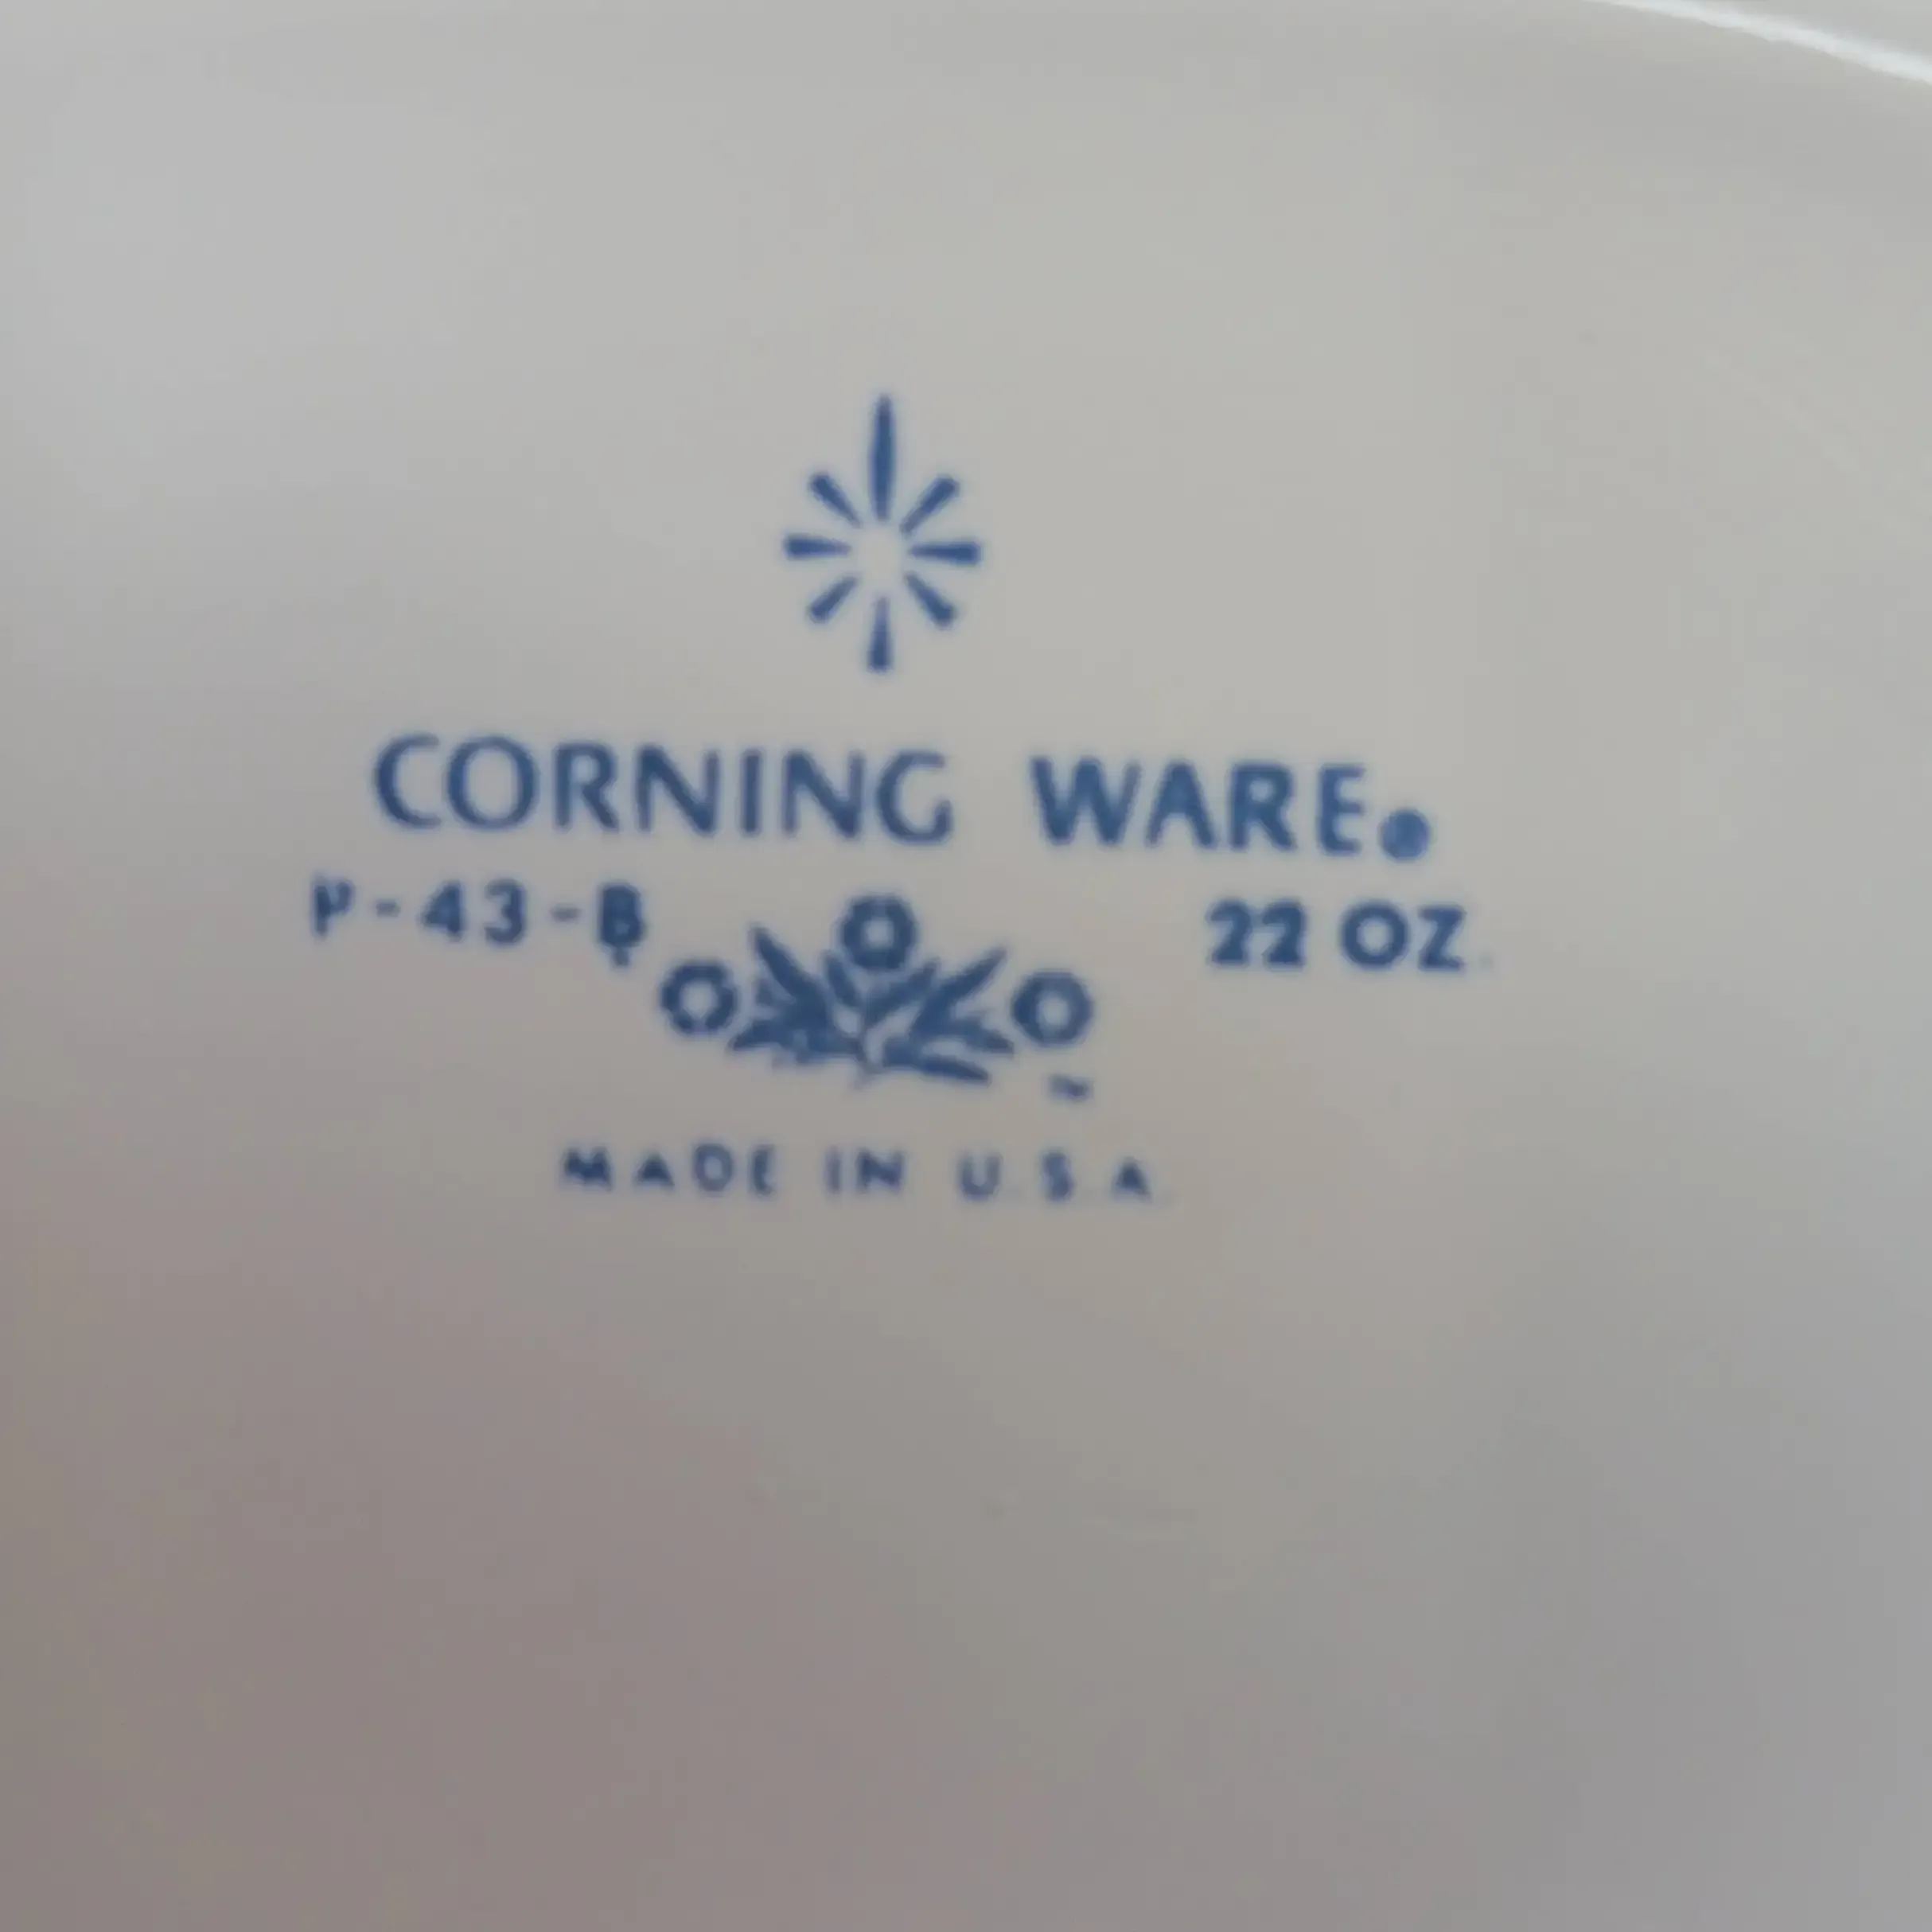 CORNING WARE®
P-43-B 22 OZ.
MADE IN U.S.A.